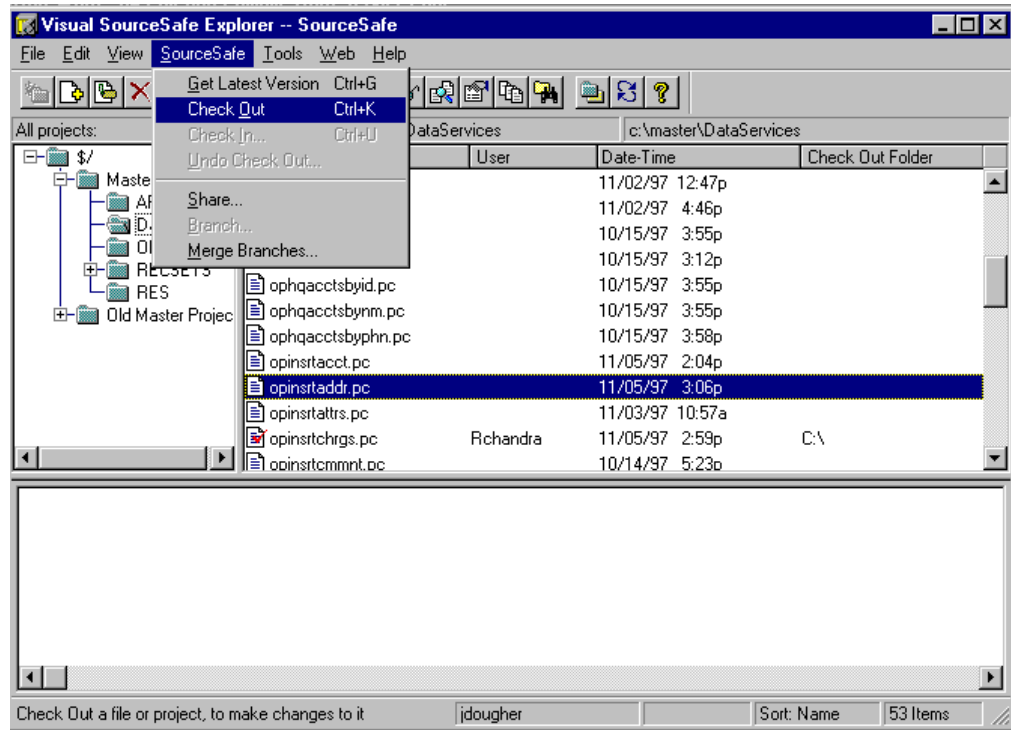 Visual SourceSafe Explorer -- SourceSafe
File Edit View SourceSafe Tools Web Help
Get Latest Version Ctrl+G
Check Out Ctrl+K
Check In... Ctrl+U
Undo Check Out...
Share...
Branch...
Merge Branches...
All projects: DataServices c:\master\DataServices
User Date-Time Check Out Folder
$/
Maste
RECSETS
RES
Old Master Projec
11/02/97 12:47p
11/02/97 4:46p
10/15/97 3:55p
10/15/97 3:12p
ophqacctsbyid.pc 10/15/97 3:55p
ophqacctsbynm.pc 10/15/97 3:55p
ophqacctsbyphn.pc 10/15/97 3:58p
opinsrtacct.pc 11/05/97 2:04p
opinsrtaddr.pc 11/05/97 3:06p
opinsrtattrs.pc 11/03/97 10:57a
opinsrtchrgs.pc Rchandra 11/05/97 2:59p C:\
opinsrtcmmnt.pc 10/14/97 5:23p
Check Out a file or project, to make changes to it jdougher Sort: Name 53 Items